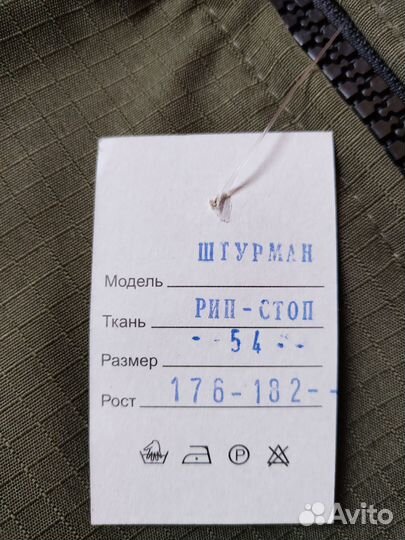 Модель ШТУРМАН
Ткань РИП-СТОП
Размер --54--
Рост 176-182--
P
Avito